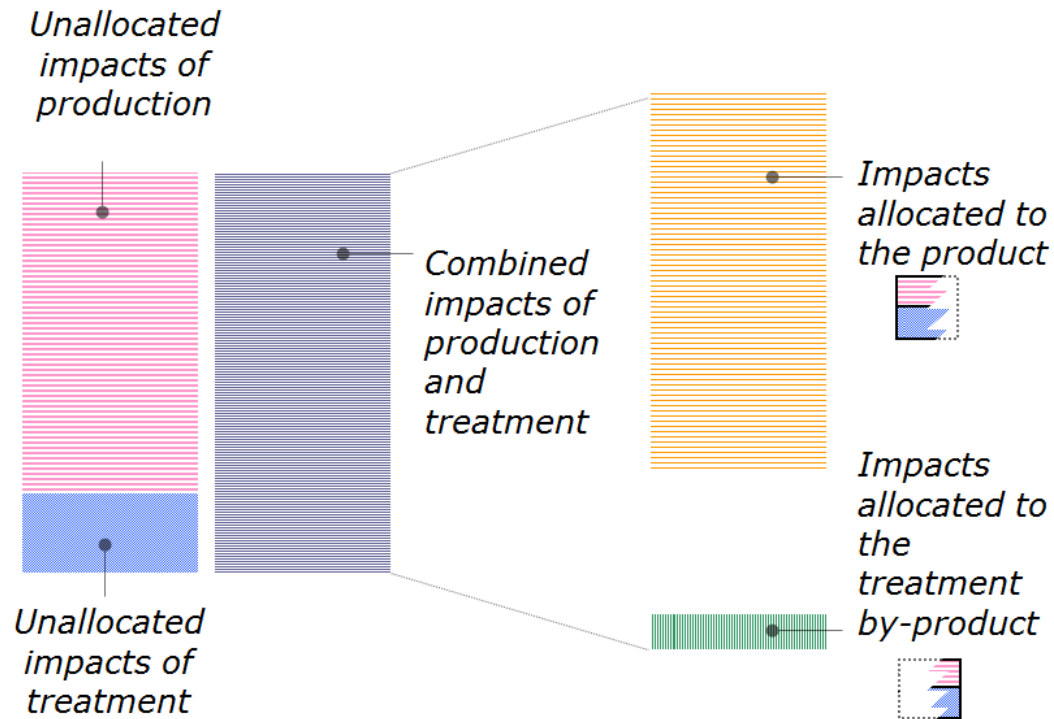 Unallocated
impacts of
production
Impacts
allocated to
the product
Combined
impacts of
production
and
treatment
Impacts
allocated to
the
treatment
by-product
Unallocated
impacts of
treatment